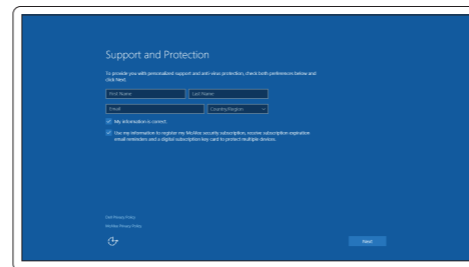 Support and Protection
To provide you with personalized support and anti-virus protection, check both preferences below and
click Next.
First Name
Last Name
Email
Country/Region
My information is correct.
Use my information to register my McAfee security subscription, receive subscription expiration
email reminders and a digital subscription key card to protect multiple devices.
Dell Privacy Policy
McAfee Privacy Policy
Next